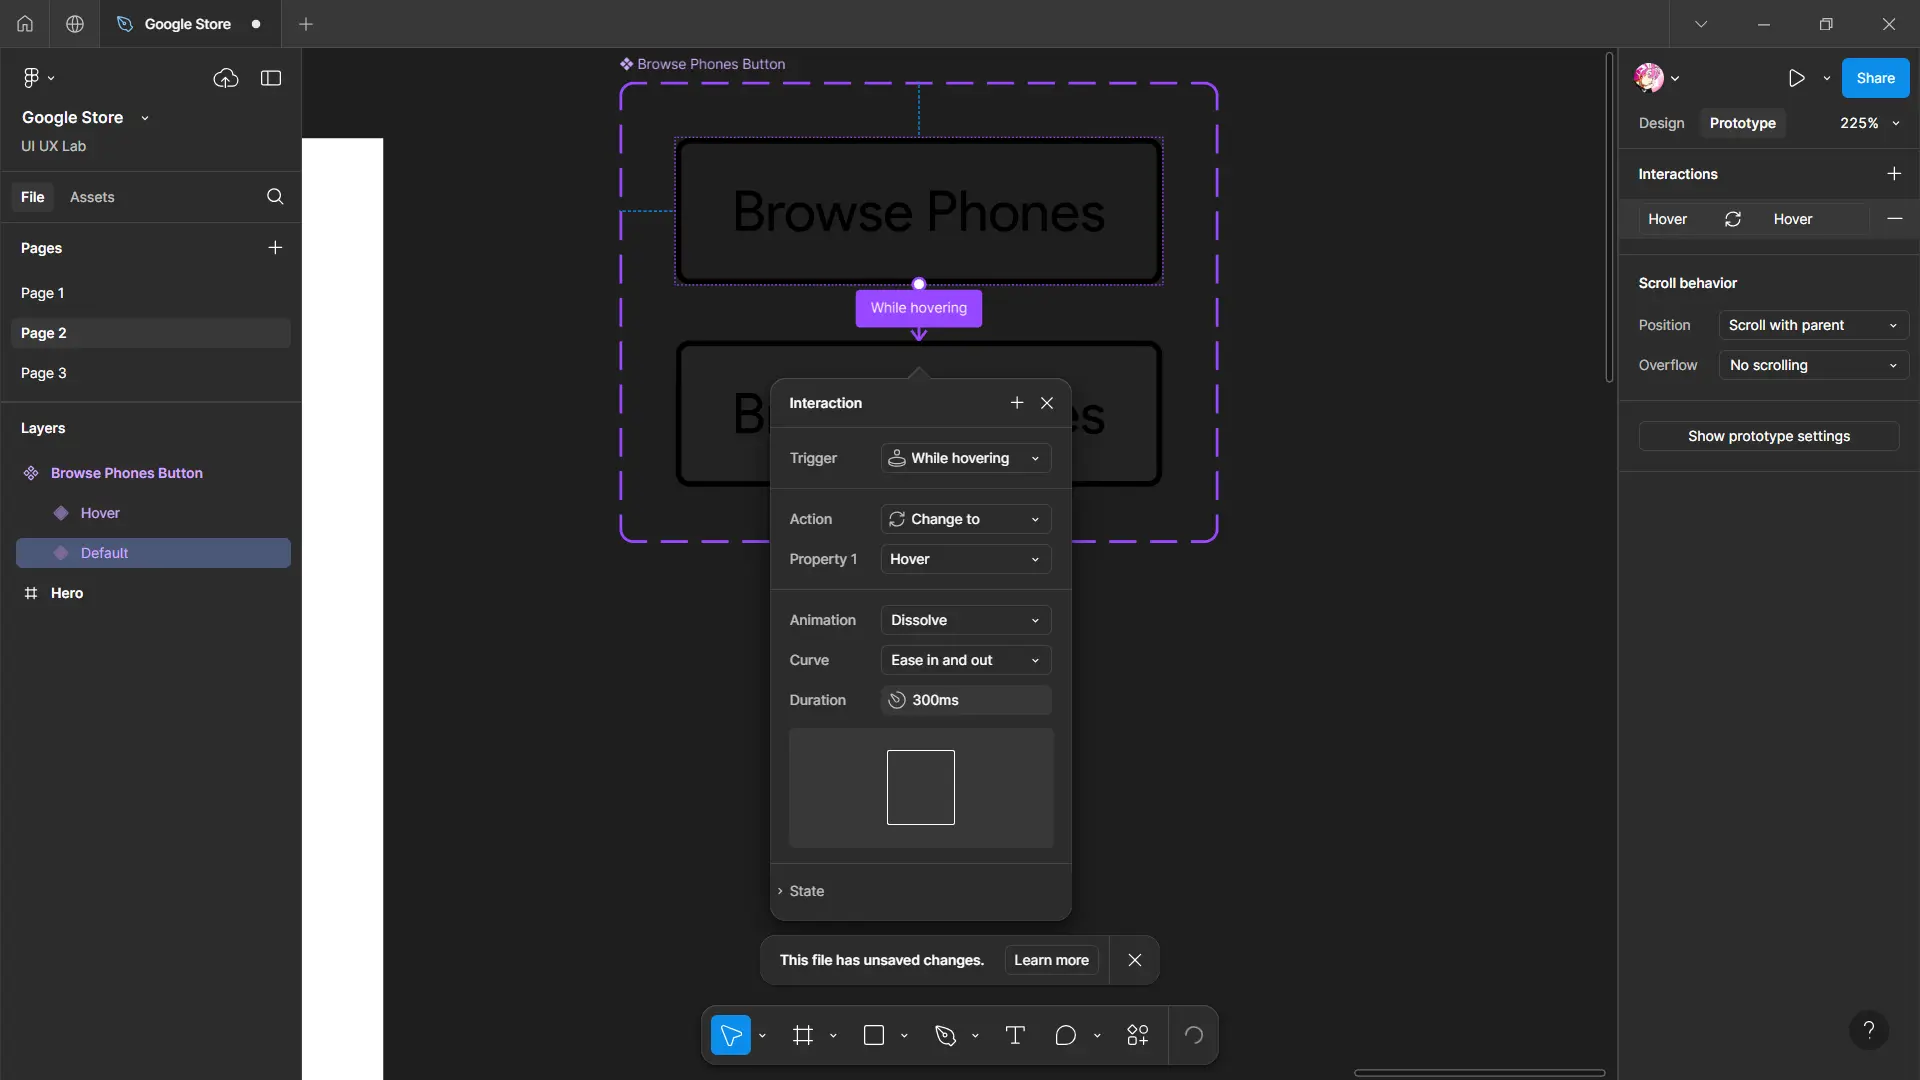 Google Store
Google Store
UI UX Lab
File
Assets
Pages
Page 1
Page 2
Page 3
Layers
Browse Phones Button
Hover
Default
Hero
Browse Phones Button
Browse Phones
While hovering
Interaction
Trigger
While hovering
Action
Change to
Property 1
Hover
Animation
Dissolve
Curve
Ease in and out
Duration
300ms
State
This file has unsaved changes.
Learn more
Share
Design
Prototype
225%
Interactions
Hover
Hover
Scroll behavior
Position
Scroll with parent
Overflow
No scrolling
Show prototype settings
?